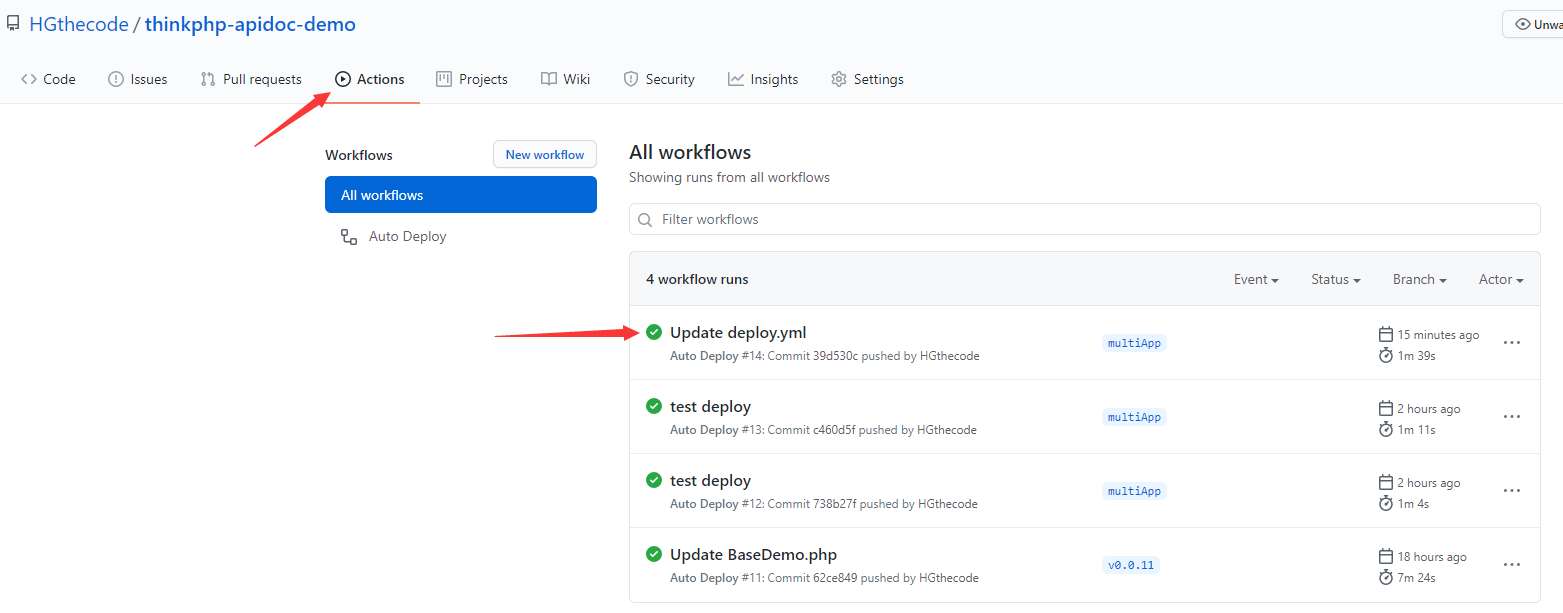 HGthecode / thinkphp-apidoc-demo
Code Issues Pull requests Actions Projects Wiki Security Insights Settings
Workflows
New workflow
All workflows
Auto Deploy
All workflows
Showing runs from all workflows
Filter workflows
4 workflow runs Event Status Branch Actor
Update deploy.yml
Auto Deploy #14: Commit 39d530c pushed by HGthecode
multiApp
15 minutes ago
1m 39s
test deploy
Auto Deploy #13: Commit c460d5f pushed by HGthecode
multiApp
2 hours ago
1m 11s
test deploy
Auto Deploy #12: Commit 738b27f pushed by HGthecode
multiApp
2 hours ago
1m 4s
Update BaseDemo.php
Auto Deploy #11: Commit 62ce849 pushed by HGthecode
v0.0.11
18 hours ago
7m 24s